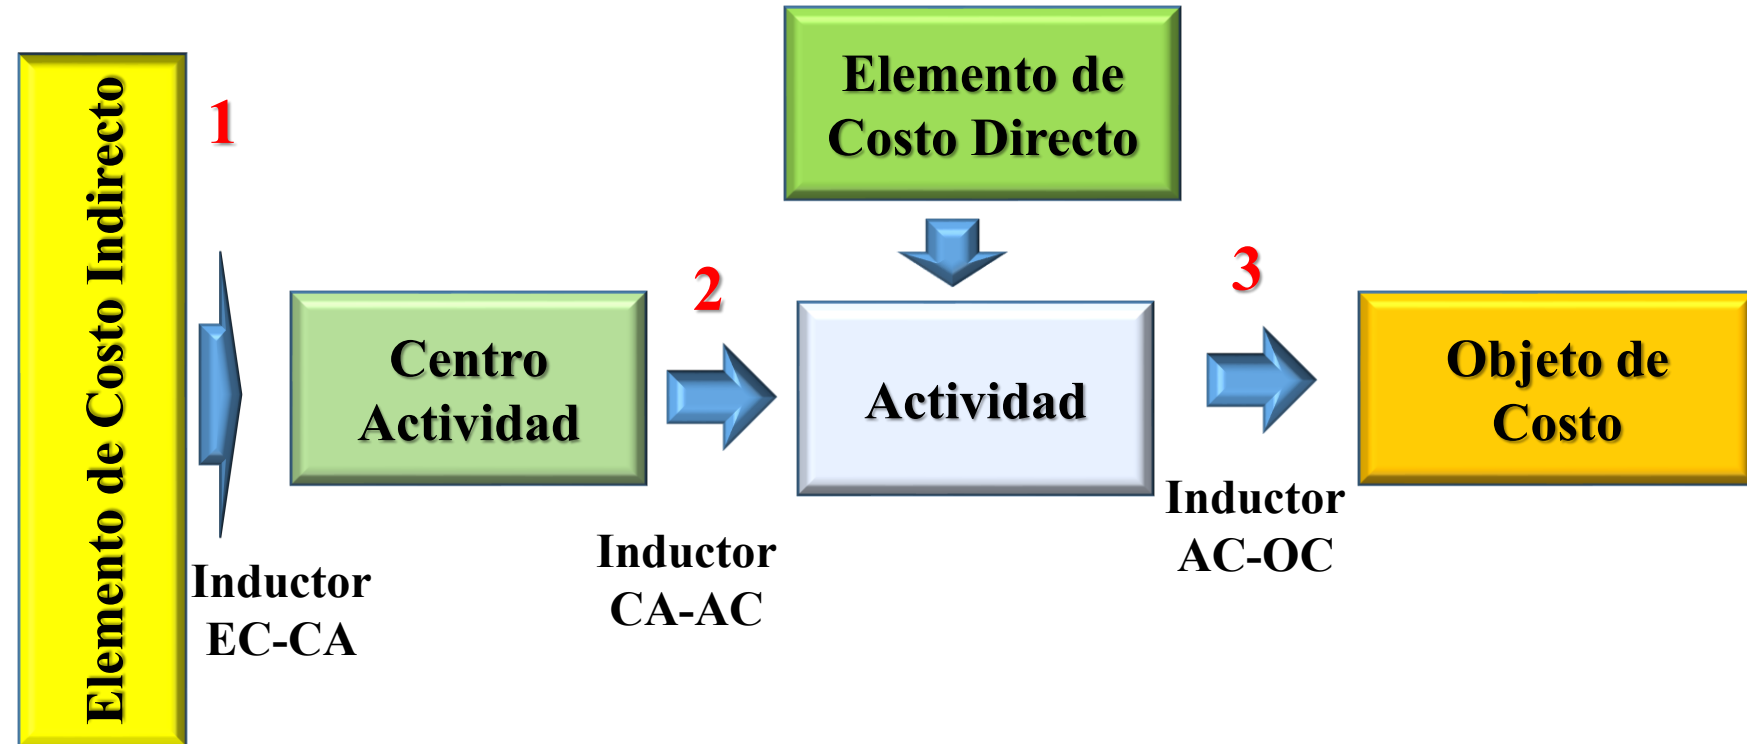 Elemento de Costo Indirecto
1
Inductor
EC-CA
Centro
Actividad
2
Inductor
CA-AC
Elemento de
Costo Directo
Actividad
3
Inductor
AC-OC
Objeto de
Costo